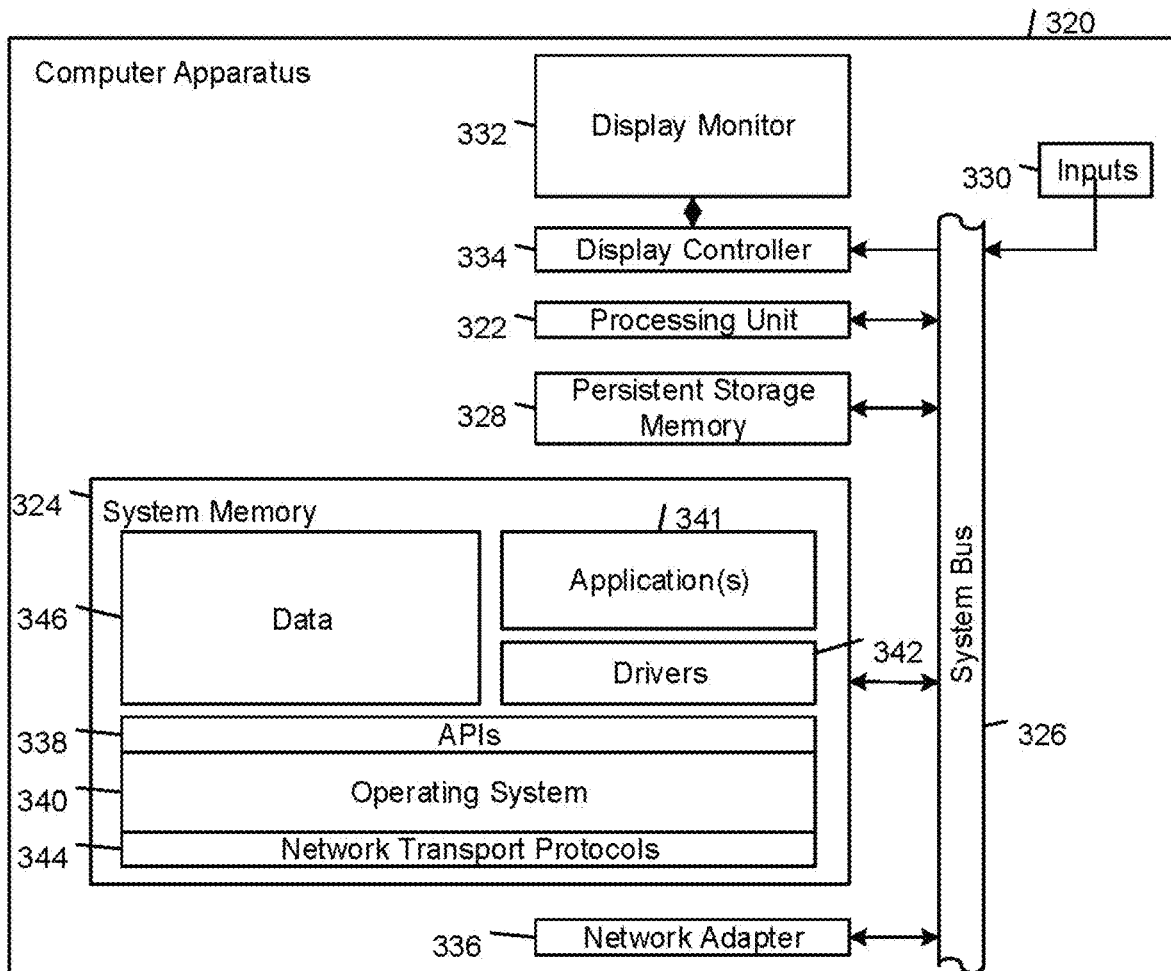 320
Computer Apparatus
332
Display Monitor
330
Inputs
334
Display Controller
322
Processing Unit
328
Persistent Storage
Memory
324
System Memory
341
346
Data
Application(s)
Drivers
342
System Bus
326
338
APIs
340
Operating System
344
Network Transport Protocols
336
Network Adapter